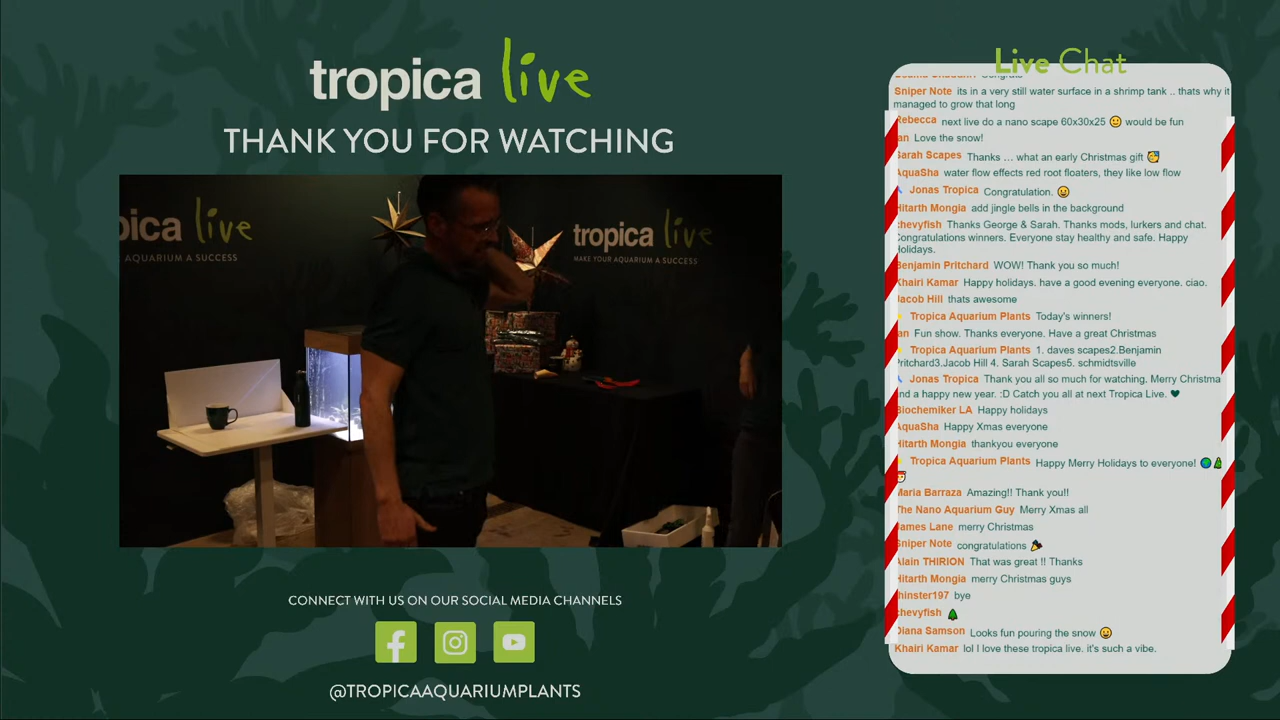 tropica live
THANK YOU FOR WATCHING
opica live
AQUARIUM A SUCCESS
tropica live
MAKE YOUR AQUARIUM A SUCCESS
CONNECT WITH US ON OUR SOCIAL MEDIA CHANNELS
@TROPICAAQUARIUMPLANTS
Live Chat
Sniper Note its in a very still water surface in a shrimp tank .. thats why it
managed to grow that long
Rebecca next live do a nano scape 60x30x25 😊 would be fun
an Love the snow!
Sarah Scapes Thanks … what an early Christmas gift 🥳
AquaSha water flow effects red root floaters, they like low flow
Jonas Tropica Congratulation. 😀
Hitarth Mongia add jingle bells in the background
chevyfish Thanks George & Sarah. Thanks mods, lurkers and chat.
Congratulations winners. Everyone stay healthy and safe. Happy
Holidays.
Benjamin Pritchard WOW! Thank you so much!
Khairi Kamar Happy holidays. have a good evening everyone. ciao.
Jacob Hill thats awesome
Tropica Aquarium Plants Today's winners!
an Fun show. Thanks everyone. Have a great Christmas
Tropica Aquarium Plants 1. daves scapes2.Benjamin
Pritchard3.Jacob Hill 4. Sarah Scapes5. schmidtsville
Jonas Tropica Thank you all so much for watching. Merry Christma
and a happy new year. :D Catch you all at next Tropica Live. ♥
Biochemiker LA Happy holidays
AquaSha Happy Xmas everyone
Hitarth Mongia thankyou everyone
Tropica Aquarium Plants Happy Merry Holidays to everyone! 🌍🎄
🎅
Maria Barraza Amazing!! Thank you!!
The Nano Aquarium Guy Merry Xmas all
James Lane merry Christmas
Sniper Note congratulations 🎉
Alain THIRION That was great !! Thanks
Hitarth Mongia merry Christmas guys
hinster197 bye
chevyfish 🌲
Diana Samson Looks fun pouring the snow 😀
Khairi Kamar lol I love these tropica live. it's such a vibe.